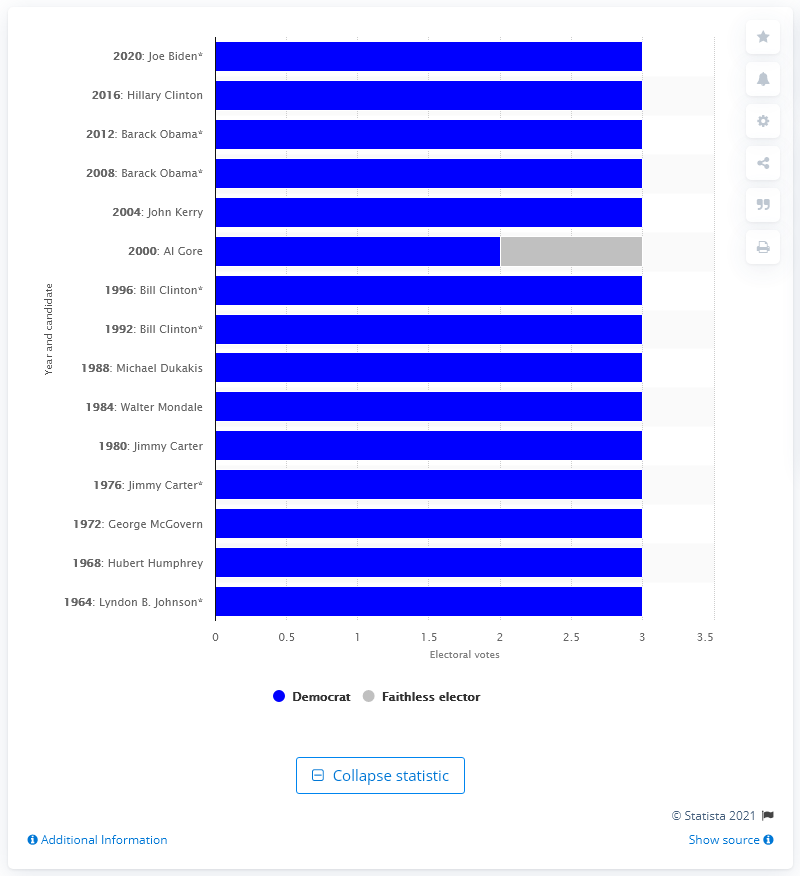 2020: Joe Biden*
2016: Hillary Clinton
2012: Barack Obama*
2008: Barack Obama*
2004: John Kerry
2000: Al Gore
1996: Bill Clinton*
1992: Bill Clinton*
1988: Michael Dukakis
1984: Walter Mondale
1980: Jimmy Carter
1976: Jimmy Carter*
1972: George McGovern
1968: Hubert Humphrey
1964: Lyndon B. Johnson*
Year and candidate
0 0.5 1 1.5 2 2.5 3 3.5
Electoral votes
Democrat Faithless elector
Collapse statistic
© Statista 2021
Additional Information Show source